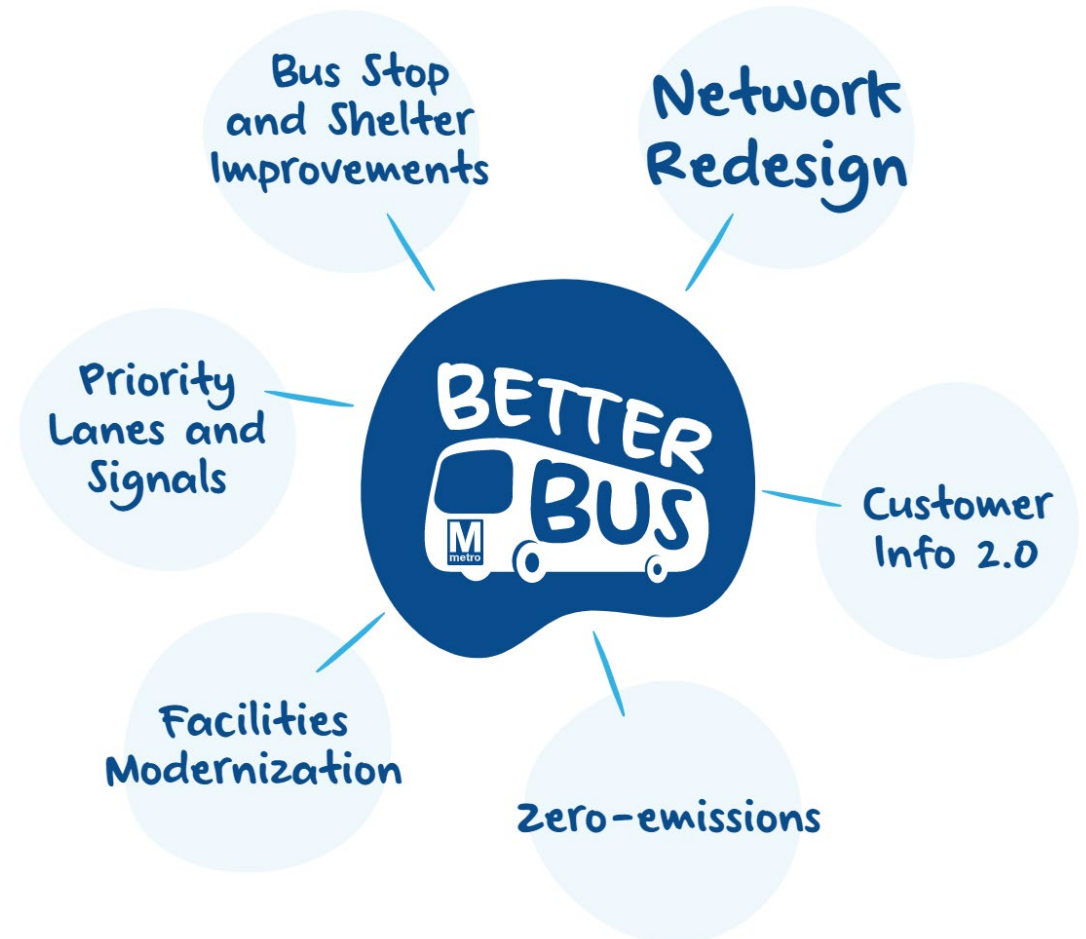 Bus Stop
and Shelter
Improvements
Network
Redesign
Priority
Lanes and
Signals
BETTER
BUS
M
metro
Customer
Info 2.0
Facilities
Modernization
Zero-emissions